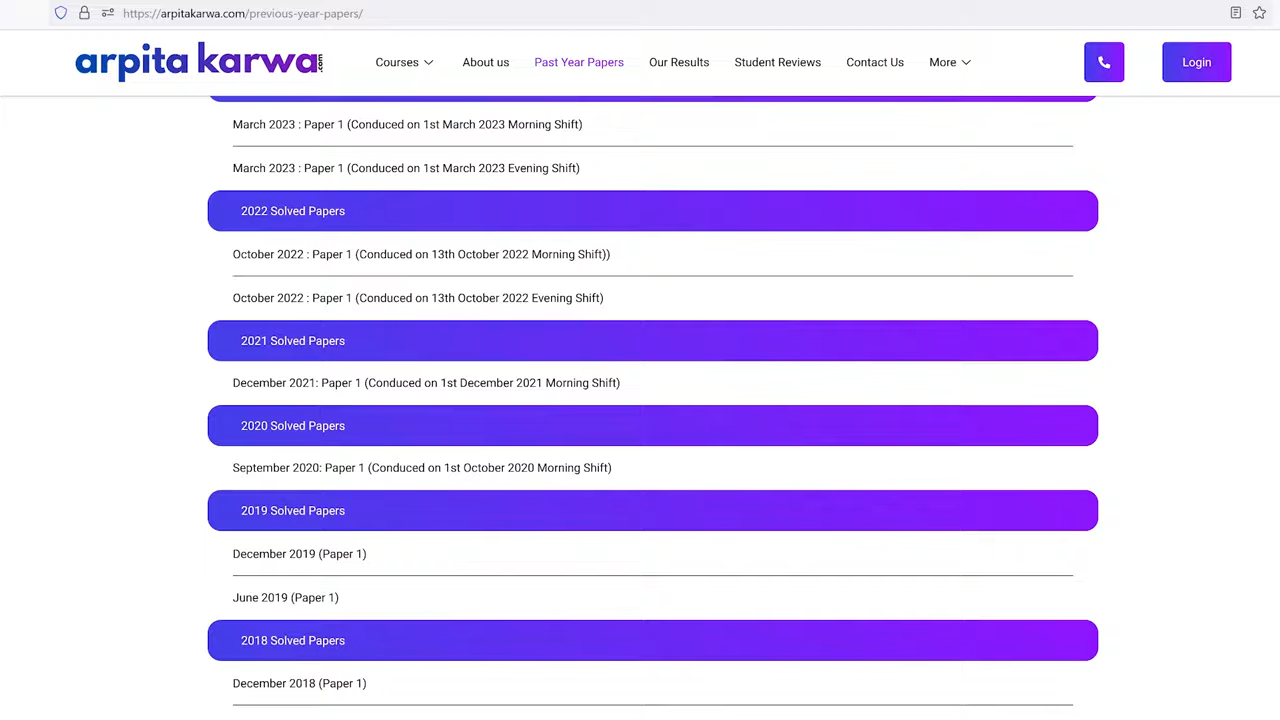 https://arpitakarwa.com/previous-year-papers/
arpita karwa.com
Courses
About us
Past Year Papers
Our Results
Student Reviews
Contact Us
More
Login
March 2023 : Paper 1 (Conduced on 1st March 2023 Morning Shift)
March 2023 : Paper 1 (Conduced on 1st March 2023 Evening Shift)
2022 Solved Papers
October 2022 : Paper 1 (Conduced on 13th October 2022 Morning Shift))
October 2022 : Paper 1 (Conduced on 13th October 2022 Evening Shift)
2021 Solved Papers
December 2021: Paper 1 (Conduced on 1st December 2021 Morning Shift)
2020 Solved Papers
September 2020: Paper 1 (Conduced on 1st October 2020 Morning Shift)
2019 Solved Papers
December 2019 (Paper 1)
June 2019 (Paper 1)
2018 Solved Papers
December 2018 (Paper 1)